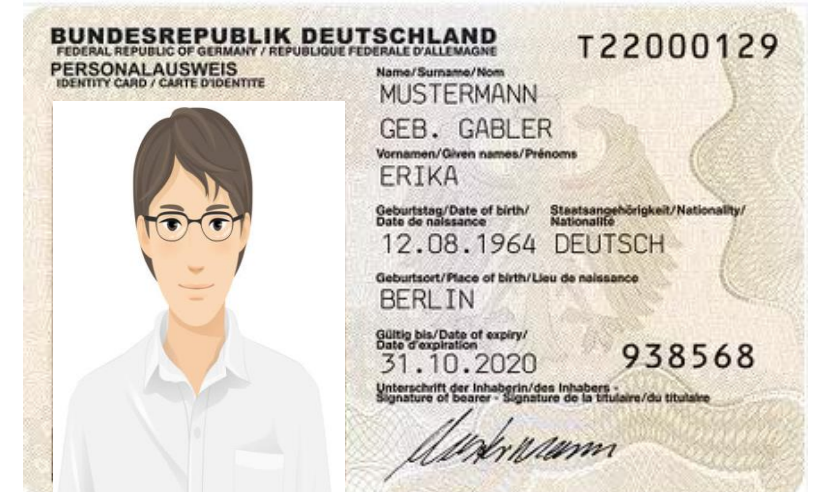 BUNDESREPUBLIK DEUTSCHLAND
FEDERAL REPUBLIC OF GERMANY / REPUBLIQUE FEDERALE D'ALLEMAGNE
PERSONALAUSWEIS
IDENTITY CARD / CARTE D'IDENTITE
T22000129
Name/Surname/Nom
MUSTERMANN
GEB. GABLER
Vornamen/Given names/Prénoms
ERIKA
Geburtstag/Date of birth/ Staatsangehörigkeit/Nationality/
Date de naissance Nationalité
12.08.1964 DEUTSCH
Geburtsort/Place of birth/Lieu de naissance
BERLIN
Gültig bis/Date of expiry/
Date d'expiration
31.10.2020 938568
Unterschrift der Inhaberin/des Inhabers -
Signature of bearer - Signature de la titulaire/du titulaire
Mustermann